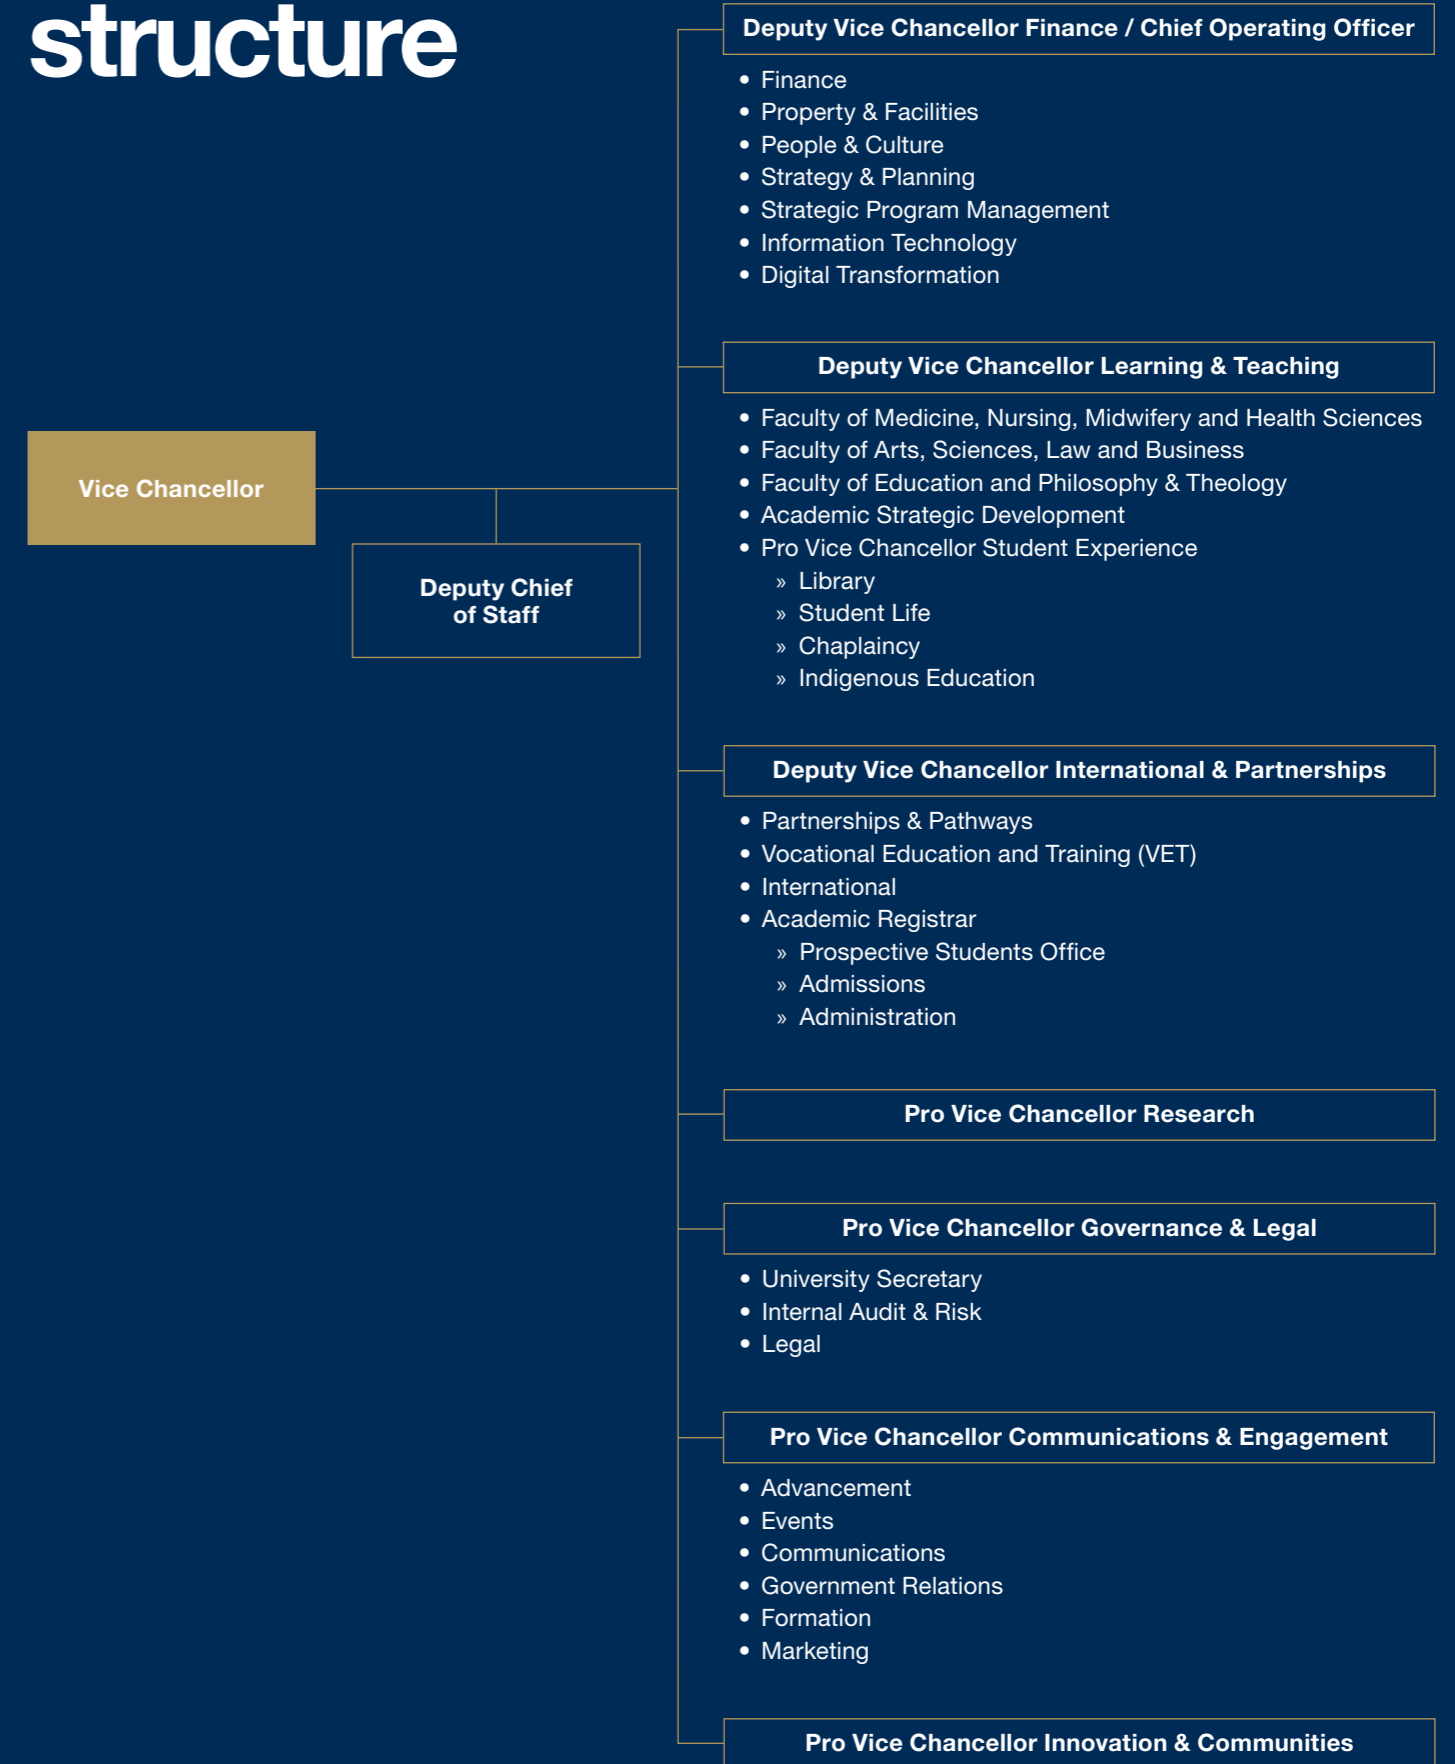 structure
Deputy Vice Chancellor Finance / Chief Operating Officer
• Finance
• Property & Facilities
• People & Culture
• Strategy & Planning
• Strategic Program Management
• Information Technology
• Digital Transformation
Deputy Vice Chancellor Learning & Teaching
• Faculty of Medicine, Nursing, Midwifery and Health Sciences
• Faculty of Arts, Sciences, Law and Business
• Faculty of Education and Philosophy & Theology
• Academic Strategic Development
• Pro Vice Chancellor Student Experience
» Library
» Student Life
» Chaplaincy
» Indigenous Education
Vice Chancellor
Deputy Chief
of Staff
Deputy Vice Chancellor International & Partnerships
• Partnerships & Pathways
• Vocational Education and Training (VET)
• International
• Academic Registrar
» Prospective Students Office
» Admissions
» Administration
Pro Vice Chancellor Research
Pro Vice Chancellor Governance & Legal
• University Secretary
• Internal Audit & Risk
• Legal
Pro Vice Chancellor Communications & Engagement
• Advancement
• Events
• Communications
• Government Relations
• Formation
• Marketing
Pro Vice Chancellor Innovation & Communities